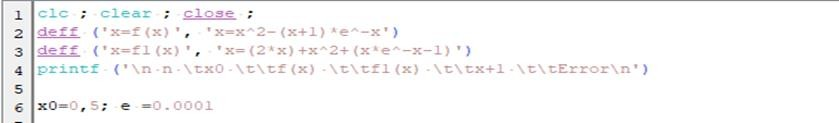 1 clc ; clear ; close ;
2 deff ('x=f(x)', 'x=x^2-(x+1)*e^-x')
3 deff ('x=f1(x)', 'x=(2*x)+x^2+(x*e^-x-1)')
4 printf ('\n n \tx0 \t\tf(x) \t\tf1(x) \t\tx+1 \t\tError\n')
5
6 x0=0,5; e =0.0001